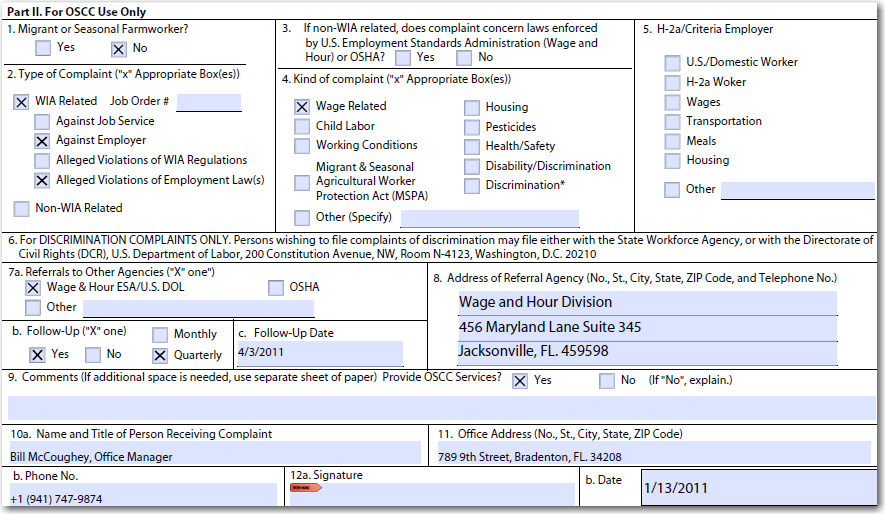 Part II. For OSCC Use Only
1. Migrant or Seasonal Farmworker?
Yes No
2. Type of Complaint ("x" Appropriate Box(es))
WIA Related Job Order #
Against Job Service
Against Employer
Alleged Violations of WIA Regulations
Alleged Violations of Employment Law(s)
Non-WIA Related
3. If non-WIA related, does complaint concern laws enforced
by U.S. Employment Standards Administration (Wage and
Hour) or OSHA? Yes No
4. Kind of complaint ("x" Appropriate Box(es))
Wage Related
Child Labor
Working Conditions
Migrant & Seasonal
Agricultural Worker
Protection Act (MSPA)
Other (Specify)
Housing
Pesticides
Health/Safety
Disability/Discrimination
Discrimination*
5. H-2a/Criteria Employer
U.S./Domestic Worker
H-2a Woker
Wages
Transportation
Meals
Housing
Other
6. For DISCRIMINATION COMPLAINTS ONLY. Persons wishing to file complaints of discrimination may file either with the State Workforce Agency, or with the Directorate of
Civil Rights (DCR), U.S. Department of Labor, 200 Constitution Avenue, NW, Room N-4123, Washington, D.C. 20210
7a. Referrals to Other Agencies ("X" one")
Wage & Hour ESA/U.S. DOL OSHA
Other
b. Follow-Up ("X" one) Monthly
Yes No Quarterly
c. Follow-Up Date
4/3/2011
8. Address of Referral Agency (No., St., City, State, ZIP Code, and Telephone No.)
Wage and Hour Division
456 Maryland Lane Suite 345
Jacksonville, FL. 459598
9. Comments (If additional space is needed, use separate sheet of paper) Provide OSCC Services? Yes No (If "No", explain.)
10a. Name and Title of Person Receiving Complaint
Bill McCoughey, Office Manager
11. Office Address (No., St., City, State, ZIP Code)
789 9th Street, Bradenton, FL. 34208
b. Phone No.
+1 (941) 747-9874
12a. Signature
b. Date
1/13/2011